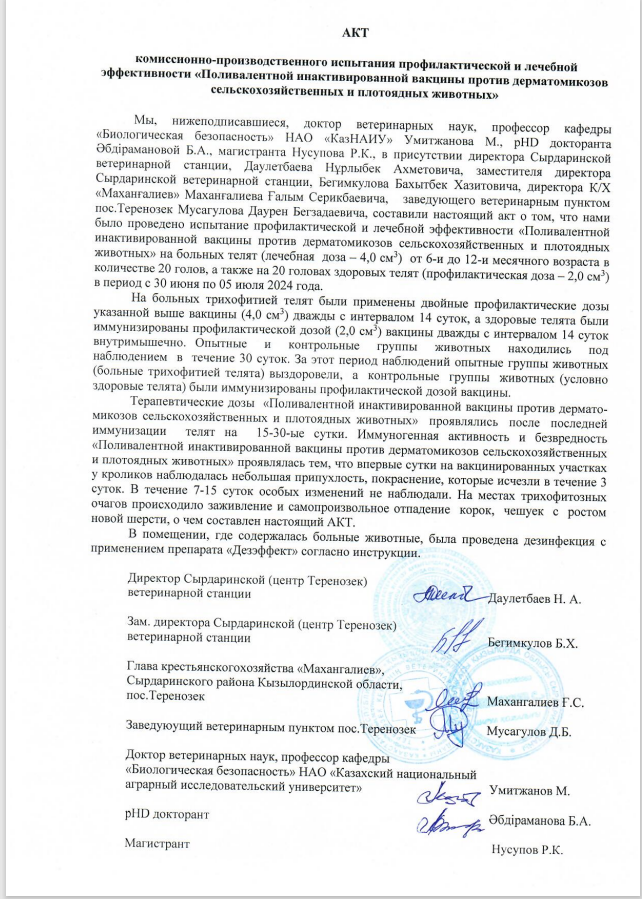 АКТ
комиссионно-производственного испытания профилактической и лечебной
эффективности «Поливалентной инактивированной вакцины против дерматомикозов
сельскохозяйственных и плотоядных животных»
Мы, нижеподписавшиеся, доктор ветеринарных наук, профессор кафедры
«Биологическая безопасность» НАО «КазНАИУ» Умитжанова М., pHD докторанта
Әбдірамановой Б.А., магистранта Нусупова Р.К., в присутствии директора Сырдаринской
ветеринарной станции, Даулетбаева Нұрлыбек Ахметовича, заместителя директора
Сырдаринской ветеринарной станции, Бегимкулова Бахытбек Хазитовича, директора К/Х
«Маханғалиев» Маханғалиева Ғалым Серикбаевича, заведующего ветеринарным пунктом
пос.Теренозек Мусагулова Даурен Бегзадаевича, составили настоящий акт о том, что нами
было проведено испытание профилактической и лечебной эффективности «Поливалентной
инактивированной вакцины против дерматомикозов сельскохозяйственных и плотоядных
животных» на больных телят (лечебная доза – 4,0 см³) от 6-и до 12-и месячного возраста в
количестве 20 голов, а также на 20 головах здоровых телят (профилактическая доза – 2,0 см³)
в период с 30 июня по 05 июля 2024 года.
На больных трихофитией телят были применены двойные профилактические дозы
указанной выше вакцины (4,0 см³) дважды с интервалом 14 суток, а здоровые телята были
иммунизированы профилактической дозой (2,0 см³) вакцины дважды с интервалом 14 суток
внутримышечно. Опытные и контрольные группы животных находились под
наблюдением в течение 30 суток. За этот период наблюдений опытные группы животных
(больные трихофитией телята) выздоровели, а контрольные группы животных (условно
здоровые телята) были иммунизированы профилактической дозой вакцины.
Терапевтические дозы «Поливалентной инактивированной вакцины против дермато-
микозов сельскохозяйственных и плотоядных животных» проявлялись после последней
иммунизации телят на 15-30-ые сутки. Иммуногенная активность и безвредность
«Поливалентной инактивированной вакцины против дерматомикозов сельскохозяйственных
и плотоядных животных» проявлялась тем, что впервые сутки на вакцинированных участках
у кроликов наблюдалась небольшая припухлость, покраснение, которые исчезли в течение 3
суток. В течение 7-15 суток особых изменений не наблюдали. На местах трихофитозных
очагов происходило заживление и самопроизвольное отпадение корок, чешуек с ростом
новой шерсти, о чем составлен настоящий АКТ.
В помещении, где содержалась больные животные, была проведена дезинфекция с
применением препарата «Дезэффект» согласно инструкции.
Директор Сырдаринской (центр Теренозек)
ветеринарной станции Даулетбаев Н. А.
Зам. директора Сырдаринской (центр Теренозек)
ветеринарной станции Бегимкулов Б.Х.
Глава крестьянскогохозяйства «Махангалиев»,
Сырдаринского района Кызылординской области,
пос.Теренозек Махангалиев Ғ.С.
Заведуюущий ветеринарным пунктом пос.Теренозек Мусагулов Д.Б.
Доктор ветеринарных наук, профессор кафедры
«Биологическая безопасность» НАО «Казахский национальный
аграрный исследовательский университет» Умитжанов М.
pHD докторант Әбдіраманова Б.А.
Магистрант Нусупов Р.К.